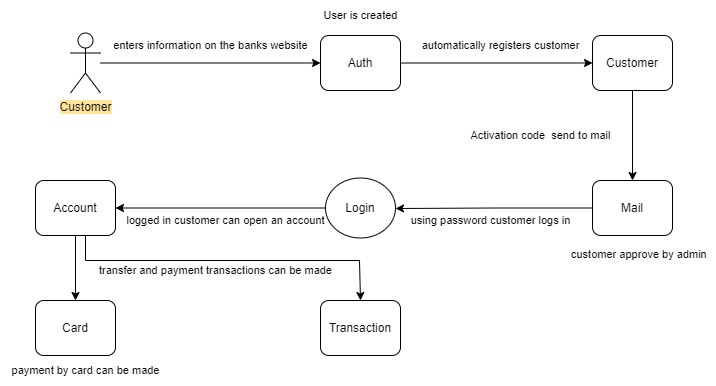 User is created
enters information on the banks website
Auth
automatically registers customer
Customer
Customer
Activation code send to mail
Account
logged in customer can open an account
Login
using password customer logs in
Mail
customer approve by admin
transfer and payment transactions can be made
Card
Transaction
payment by card can be made